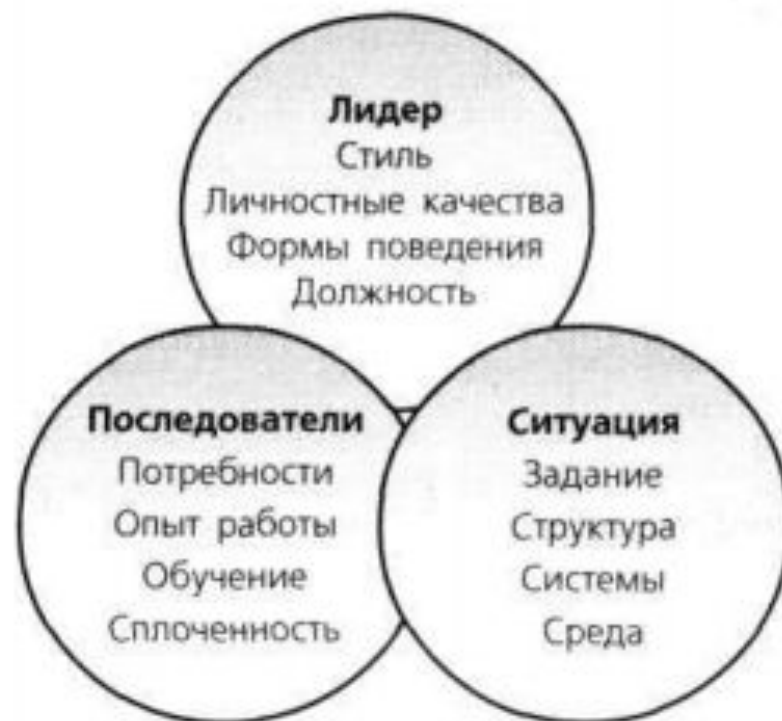 Лидер
Стиль
Личностные качества
Формы поведения
Должность
Последователи
Потребности
Опыт работы
Обучение
Сплоченность
Ситуация
Задание
Структура
Системы
Среда